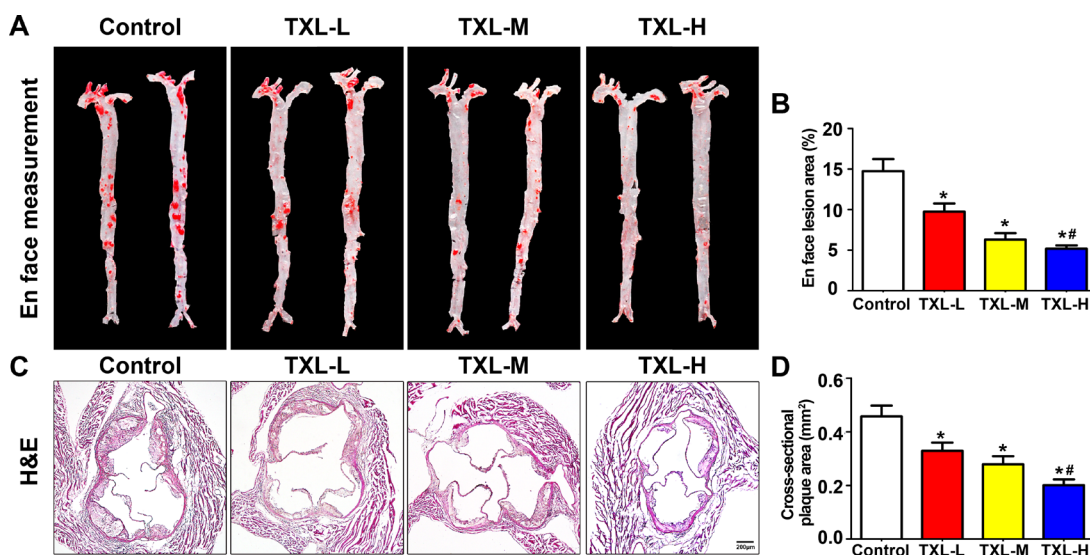 A
Control
TXL-L
TXL-M
TXL-H
En face measurement
B
En face lesion area (%)
20
15
10
5
0
*
*
*#
Control
TXL-L
TXL-M
TXL-H
C
Control
TXL-L
TXL-M
TXL-H
H&E
200μm
D
Cross-sectional
plaque area (mm²)
0.6
0.4
0.2
0.0
*
*
*#
Control
TXL-L
TXL-M
TXL-H